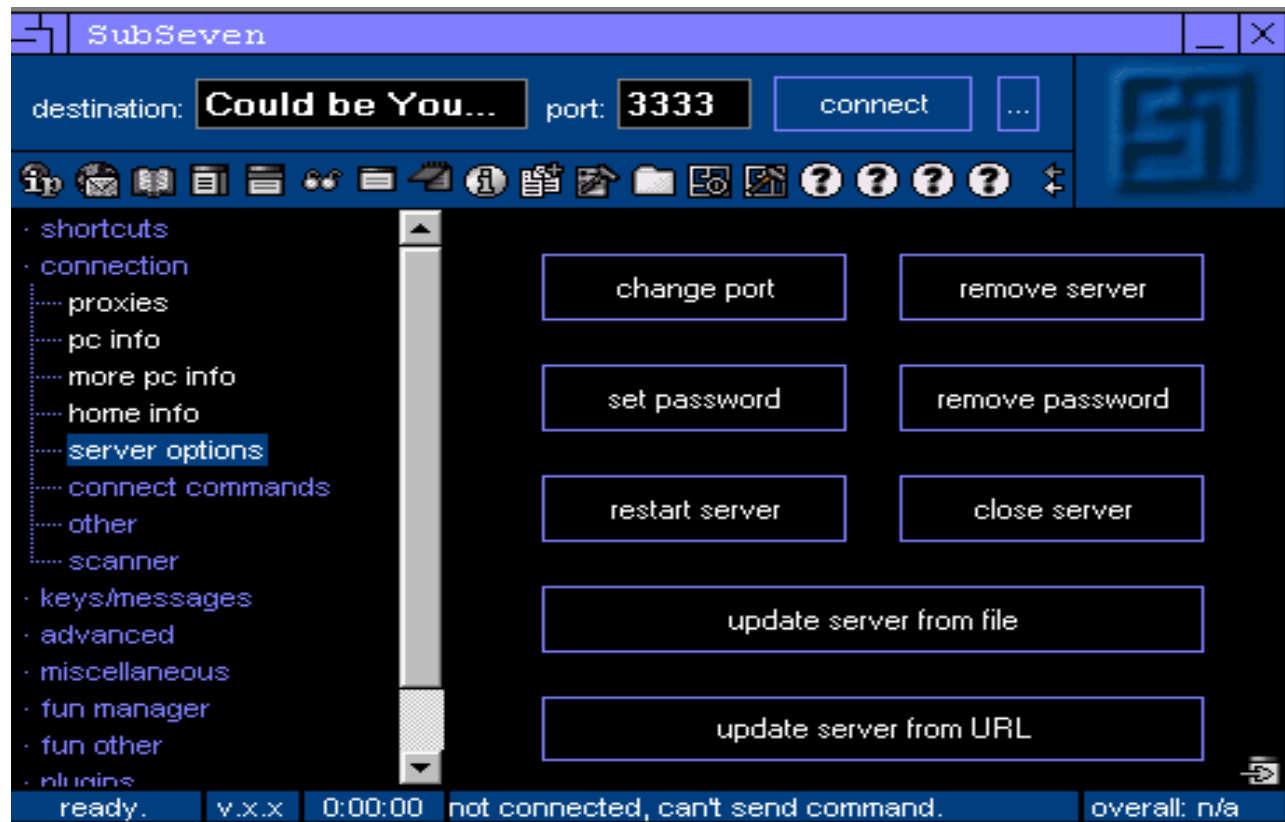 SubSeven
destination: Could be You... port: 3333 connect ...
ip
shortcuts
connection
proxies
pc info
more pc info
home info
server options
connect commands
other
scanner
keys/messages
advanced
miscellaneous
fun manager
fun other
plugins
change port remove server
set password remove password
restart server close server
update server from file
update server from URL
ready. v.x.x 0:00:00 not connected, can't send command. overall: n/a